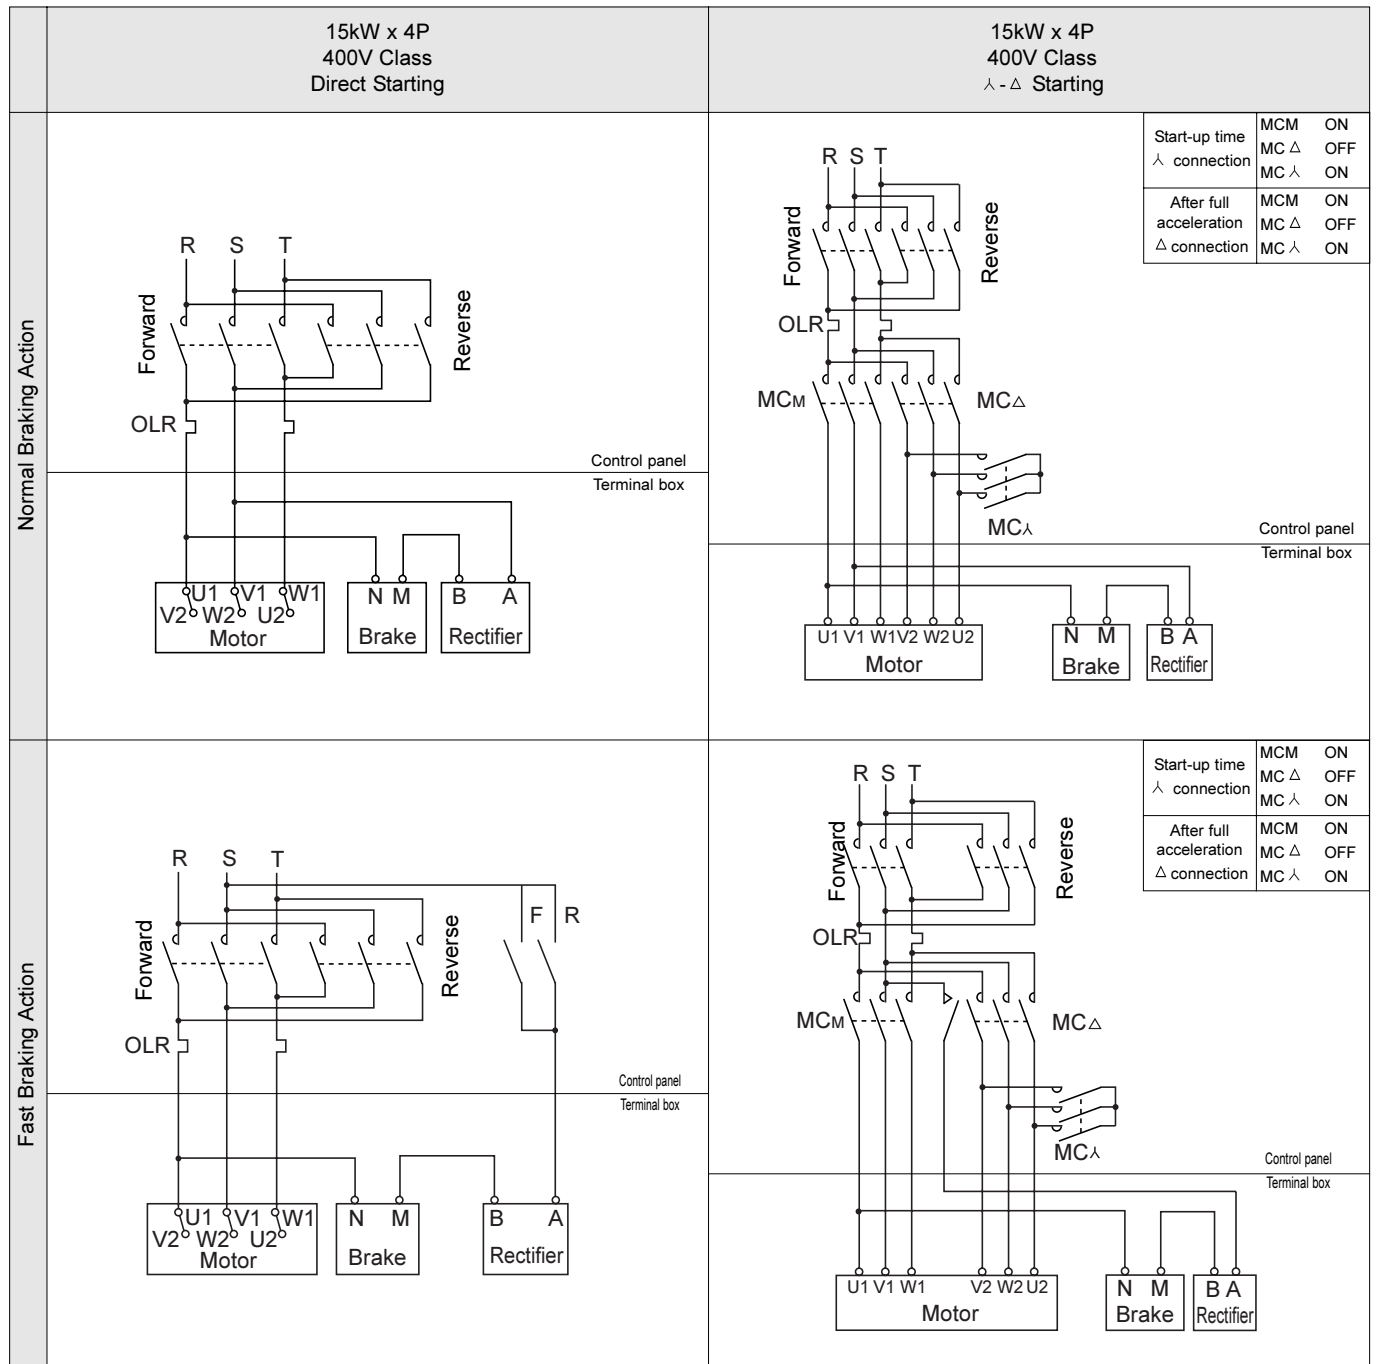 15kW x 4P
400V Class
Direct Starting
15kW x 4P
400V Class
⅄ - △ Starting
Normal Braking Action
R S T
Forward
Reverse
OLR
Control panel
Terminal box
U1 V1 W1
V2 W2 U2
Motor
N M
Brake
B A
Rectifier
Start-up time
⅄ connection
MCM ON
MC △ OFF
MC ⅄ ON
After full
acceleration
△ connection
MCM ON
MC △ OFF
MC ⅄ ON
R S T
Forward
Reverse
OLR
MCM
MC△
MC⅄
Control panel
Terminal box
U1 V1 W1 V2 W2 U2
Motor
N M
Brake
B A
Rectifier
Fast Braking Action
R S T
F R
Forward
Reverse
OLR
Control panel
Terminal box
U1 V1 W1
V2 W2 U2
Motor
N M
Brake
B A
Rectifier
Start-up time
⅄ connection
MCM ON
MC △ OFF
MC ⅄ ON
After full
acceleration
△ connection
MCM ON
MC △ OFF
MC ⅄ ON
R S T
Forward
Reverse
OLR
MCM
MC△
MC⅄
Control panel
Terminal box
U1 V1 W1 V2 W2 U2
Motor
N M
Brake
B A
Rectifier